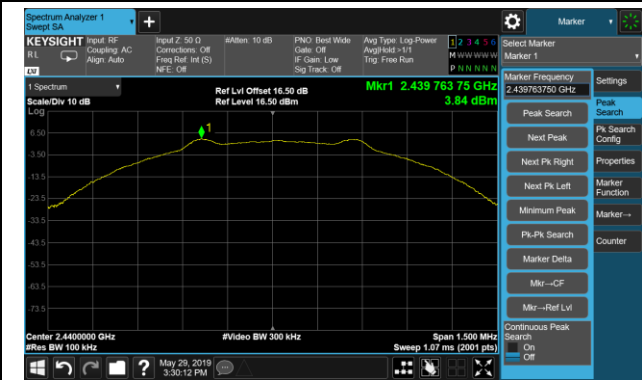 Spectrum Analyzer 1
Swept SA
Marker
KEYSIGHT
Input: RF
Input Z: 50 Ω
#Atten: 10 dB
PNO: Best Wide
Avg Type: Log-Power
1 2 3 4 5 6
RL
Coupling: AC
Corrections: Off
Gate: Off
Avg|Hold:>1/1
M W W W W W
Align: Auto
Freq Ref: Int (S)
IF Gain: Low
Trig: Free Run
NFE: Off
Sig Track: Off
P N N N N N
LXI
Select Marker
Marker 1
1 Spectrum
Ref Lvl Offset 16.50 dB
Mkr1 2.439 763 75 GHz
Scale/Div 10 dB
Ref Level 16.50 dBm
3.84 dBm
Log
1
6.50
-3.50
-13.5
-23.5
-33.5
-43.5
-53.5
-63.5
-73.5
Center 2.4400000 GHz
#Video BW 300 kHz
Span 1.500 MHz
#Res BW 100 kHz
Sweep 1.07 ms (2001 pts)
Marker Frequency
2.439763750 GHz
Peak Search
Next Peak
Next Pk Right
Next Pk Left
Minimum Peak
Pk-Pk Search
Marker Delta
Mkr→CF
Mkr→Ref Lvl
Continuous Peak
Search
On
Off
Settings
Peak
Search
Pk Search
Config
Properties
Marker
Function
Marker→
Counter
?
May 29, 2019
3:30:12 PM